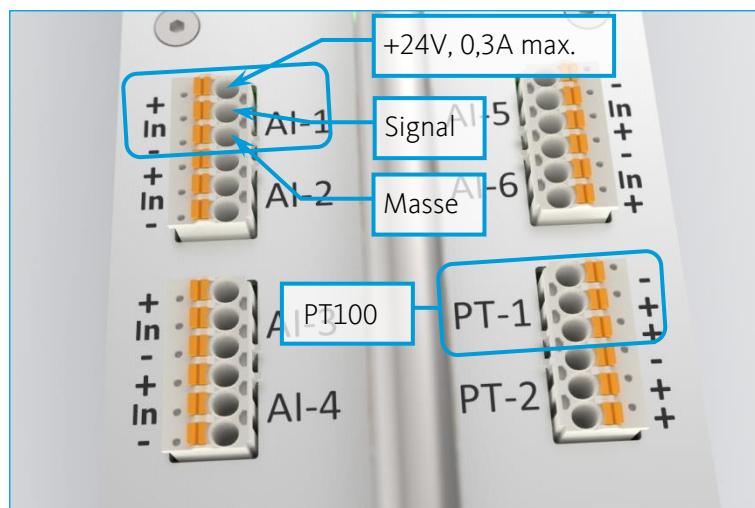 +24V, 0,3A max.
+
In AI-1
-
+
In AI-2
-
Signal
Masse
-
AI-5 In
+
-
AI-6 In
+
+
In AI-3
-
+
In AI-4
-
PT100
-
PT-1 +
+
-
PT-2 +
+